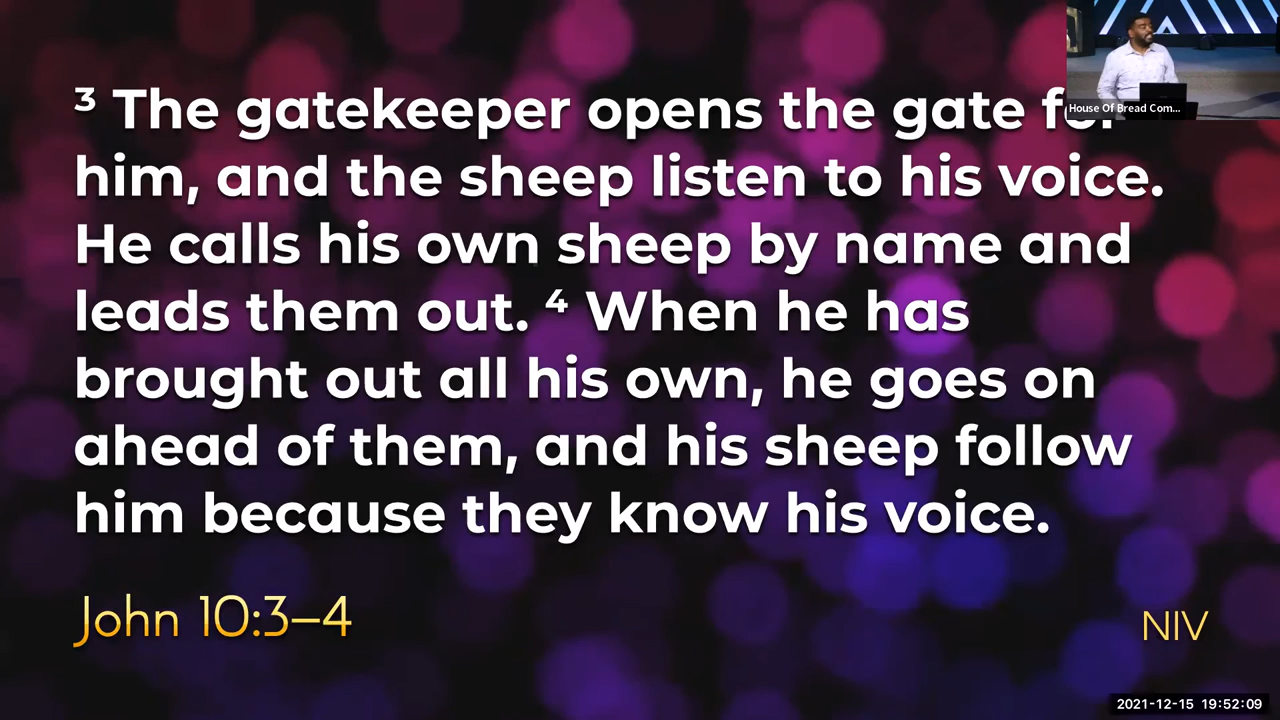 ³ The gatekeeper opens the gate for
him, and the sheep listen to his voice.
He calls his own sheep by name and
leads them out. ⁴ When he has
brought out all his own, he goes on
ahead of them, and his sheep follow
him because they know his voice.
John 10:3–4
NIV
House Of Bread Com...
2021-12-15 19:52:09